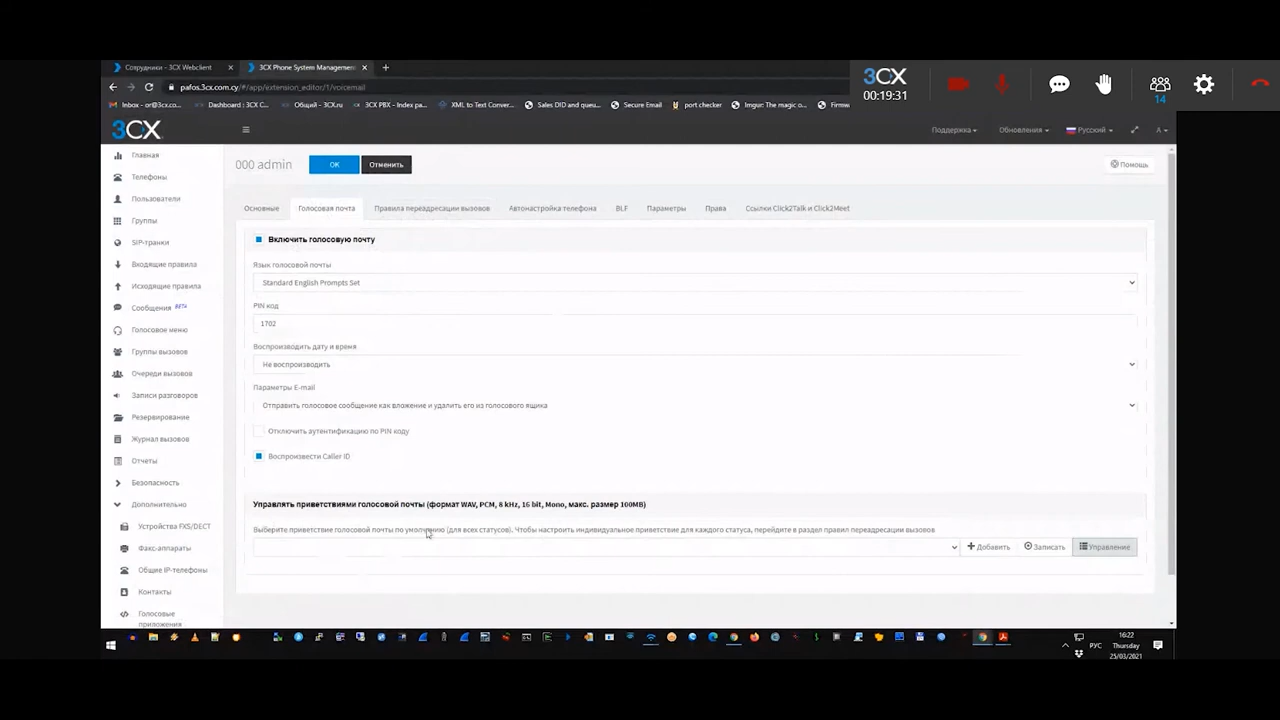 Сотрудники - 3CX Webclient
3CX Phone System Management
3CX
00:19:31
14
pafos.3cx.com.cy/#/app/extension_editor/1/voicemail
Inbox - or@3cx.co...
Dashboard : 3CX C...
Общий - 3CX.ru
3CX PBX - Index pa...
XML to Text Conver...
Sales DID and queu...
Secure Email
port checker
Imgur: The magic o...
Firmw
3CX
Поддержка
Обновления
Русский
A
Главная
Телефоны
Пользователи
Группы
SIP-транки
Входящие правила
Исходящие правила
Сообщения BETA
Голосовое меню
Группы вызовов
Очереди вызовов
Записи разговоров
Резервирование
Журнал вызовов
Отчеты
Безопасность
Дополнительно
Устройства FXS/DECT
Факс-аппараты
Общие IP-телефоны
Контакты
Голосовые
приложения
000 admin
OK
Отменить
Помощь
Основные
Голосовая почта
Правила переадресации вызовов
Автонастройка телефона
BLF
Параметры
Права
Ссылки Click2Talk и Click2Meet
Включить голосовую почту
Язык голосовой почты
Standard English Prompts Set
PIN код
1702
Воспроизводить дату и время
Не воспроизводить
Параметры E-mail
Отправить голосовое сообщение как вложение и удалить его из голосового ящика
Отключить аутентификацию по PIN коду
Воспроизвести Caller ID
Управлять приветствиями голосовой почты (формат WAV, PCM, 8 kHz, 16 bit, Mono, макс. размер 100MB)
Выберите приветствие голосовой почты по умолчанию (для всех статусов). Чтобы настроить индивидуальное приветствие для каждого статуса, перейдите в раздел правил переадресации вызовов
Добавить
Записать
Управление
РУС
16:22
Thursday
25/03/2021